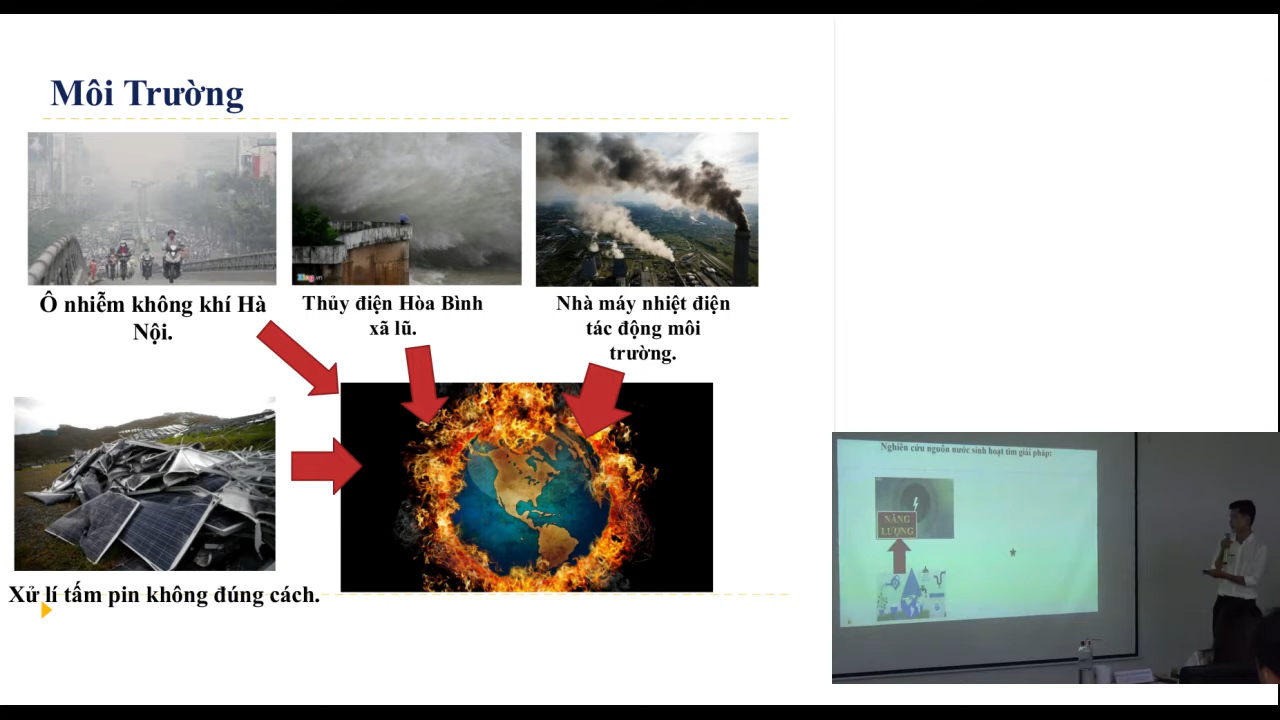 Môi Trường
Zing.vn
Ô nhiễm không khí Hà
Nội.
Thủy điện Hòa Bình
xã lũ.
Nhà máy nhiệt điện
tác động môi
trường.
Xử lí tấm pin không đúng cách.
Nghiên cứu nguồn nước sinh hoạt tìm giải pháp:
NĂNG
LƯỢNG